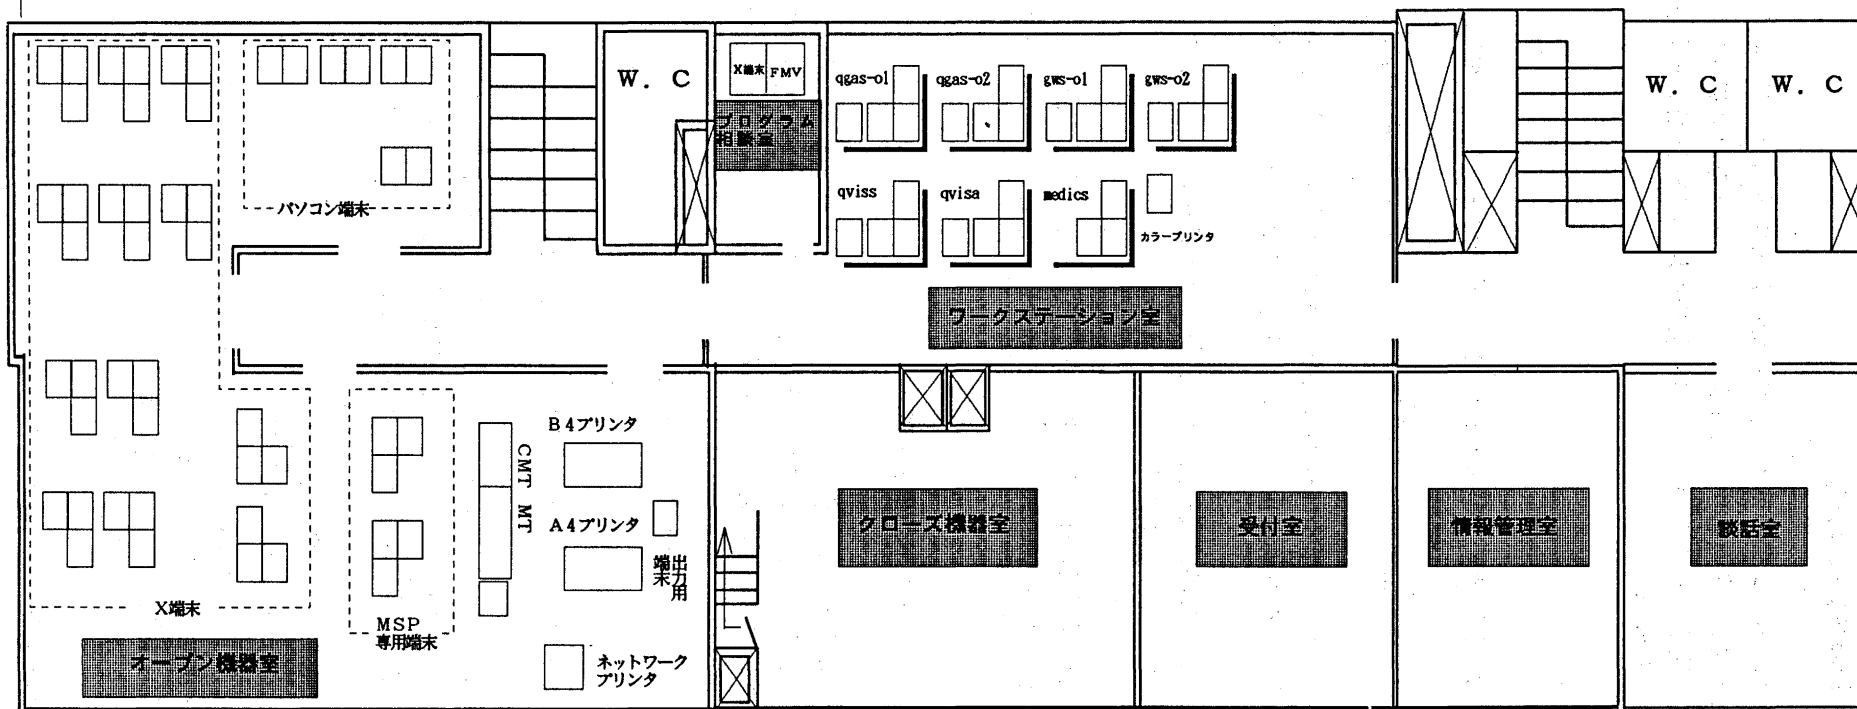 W. C
X端末 FMV
プログラム
相談室
qgas-o1
qgas-o2
gws-o1
gws-o2
W. C
W. C
qviss
qvisa
medics
カラープリンタ
パソコン端末
ワークステーション室
B4プリンタ
CMT MT
A4プリンタ
出力用
端末
クローズ機器室
受付室
情報管理室
談話室
X端末
MSP
専用端末
オープン機器室
ネットワーク
プリンタ